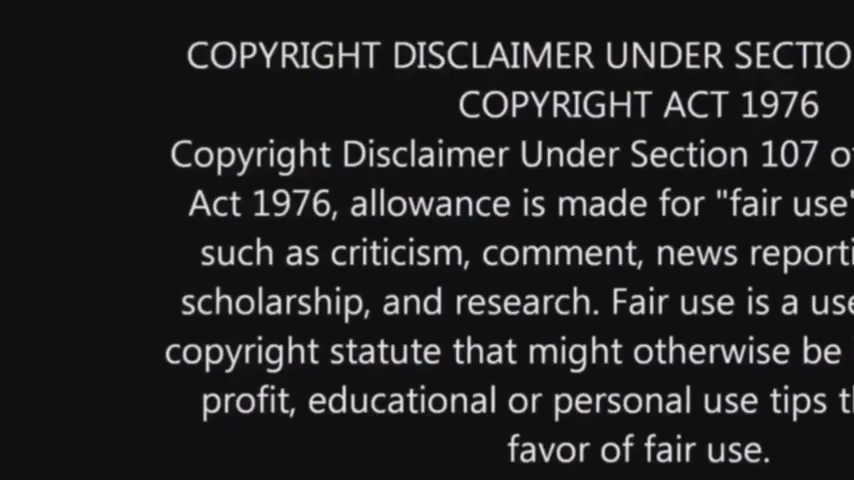 COPYRIGHT DISCLAIMER UNDER SECTIO
COPYRIGHT ACT 1976
Copyright Disclaimer Under Section 107 o
Act 1976, allowance is made for "fair use"
such as criticism, comment, news reporti
scholarship, and research. Fair use is a use
copyright statute that might otherwise be
profit, educational or personal use tips t
favor of fair use.